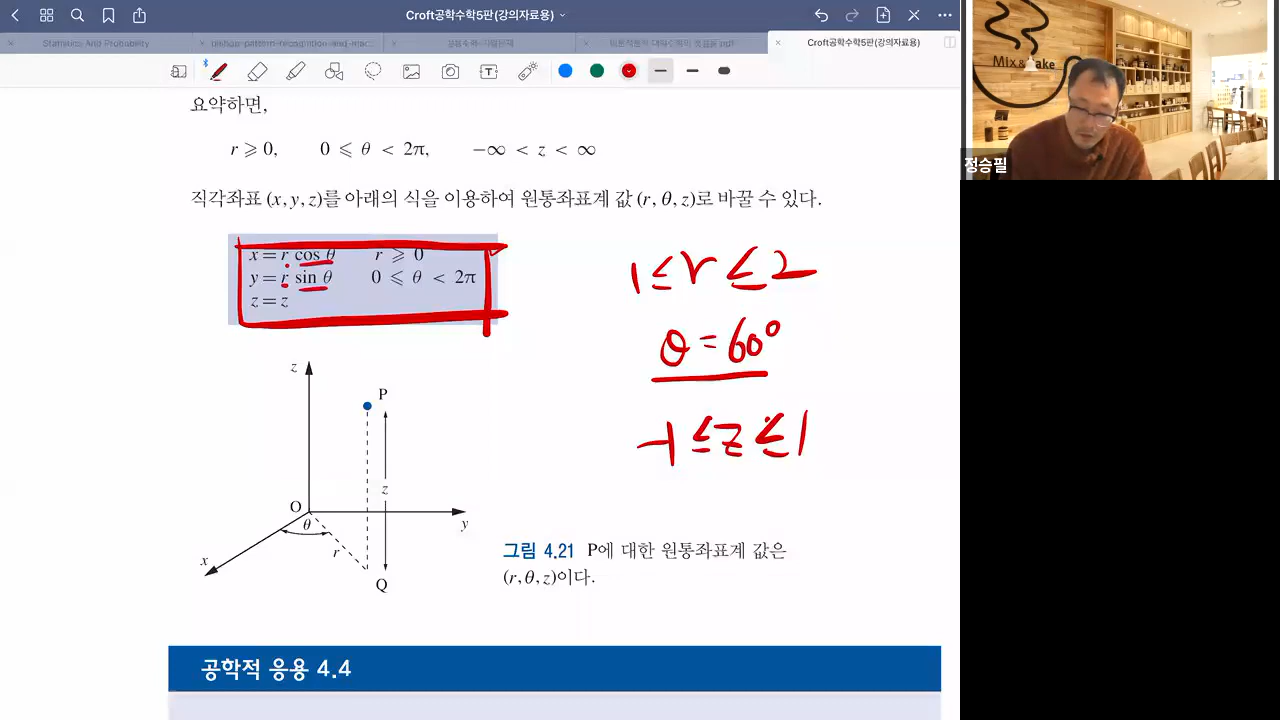 Croft공학수학5판(강의자료용)
Statistics And Probability
Croft공학수학5판(강의자료용)
Mix&
정승필
요약하면,
r ⩾ 0, 0 ⩽ θ < 2π, −∞ < z < ∞
직각좌표 (x, y, z)를 아래의 식을 이용하여 원통좌표계 값 (r, θ, z)로 바꿀 수 있다.
x = r cos θ r ⩾ 0
y = r sin θ 0 ⩽ θ < 2π
z = z
1 ≤ r ≤ 2
θ = 60°
-1 ≤ z ≤ 1
z
P
z
O
θ
y
r
x
Q
그림 4.21 P에 대한 원통좌표계 값은
(r, θ, z)이다.
공학적 응용 4.4